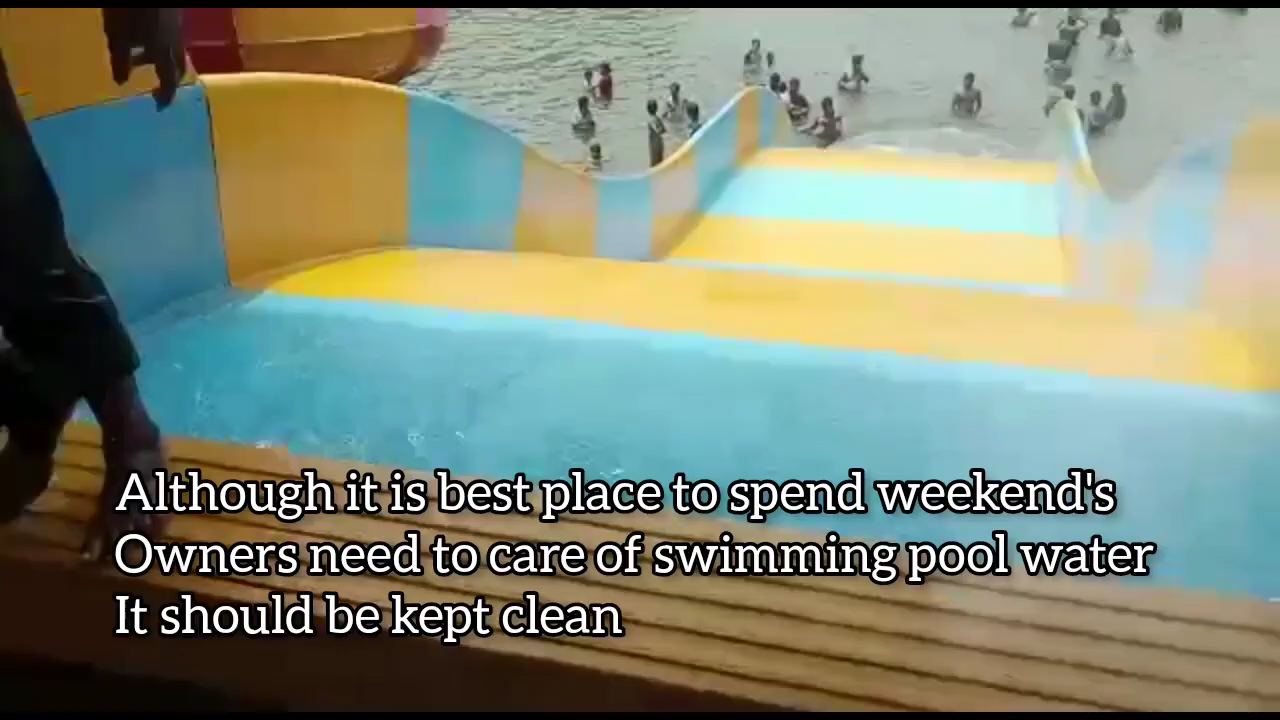 Although it is best place to spend weekend's
Owners need to care of swimming pool water
It should be kept clean